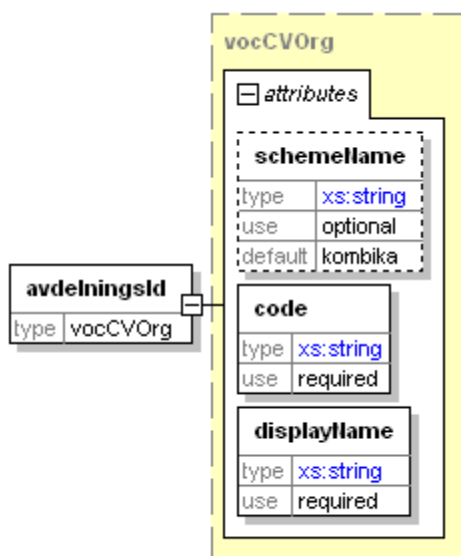 vocCVOrg
attributes
schemeName
type xs:string
use optional
default kombika
avdelningsId
type vocCVOrg
code
type xs:string
use required
displayName
type xs:string
use required